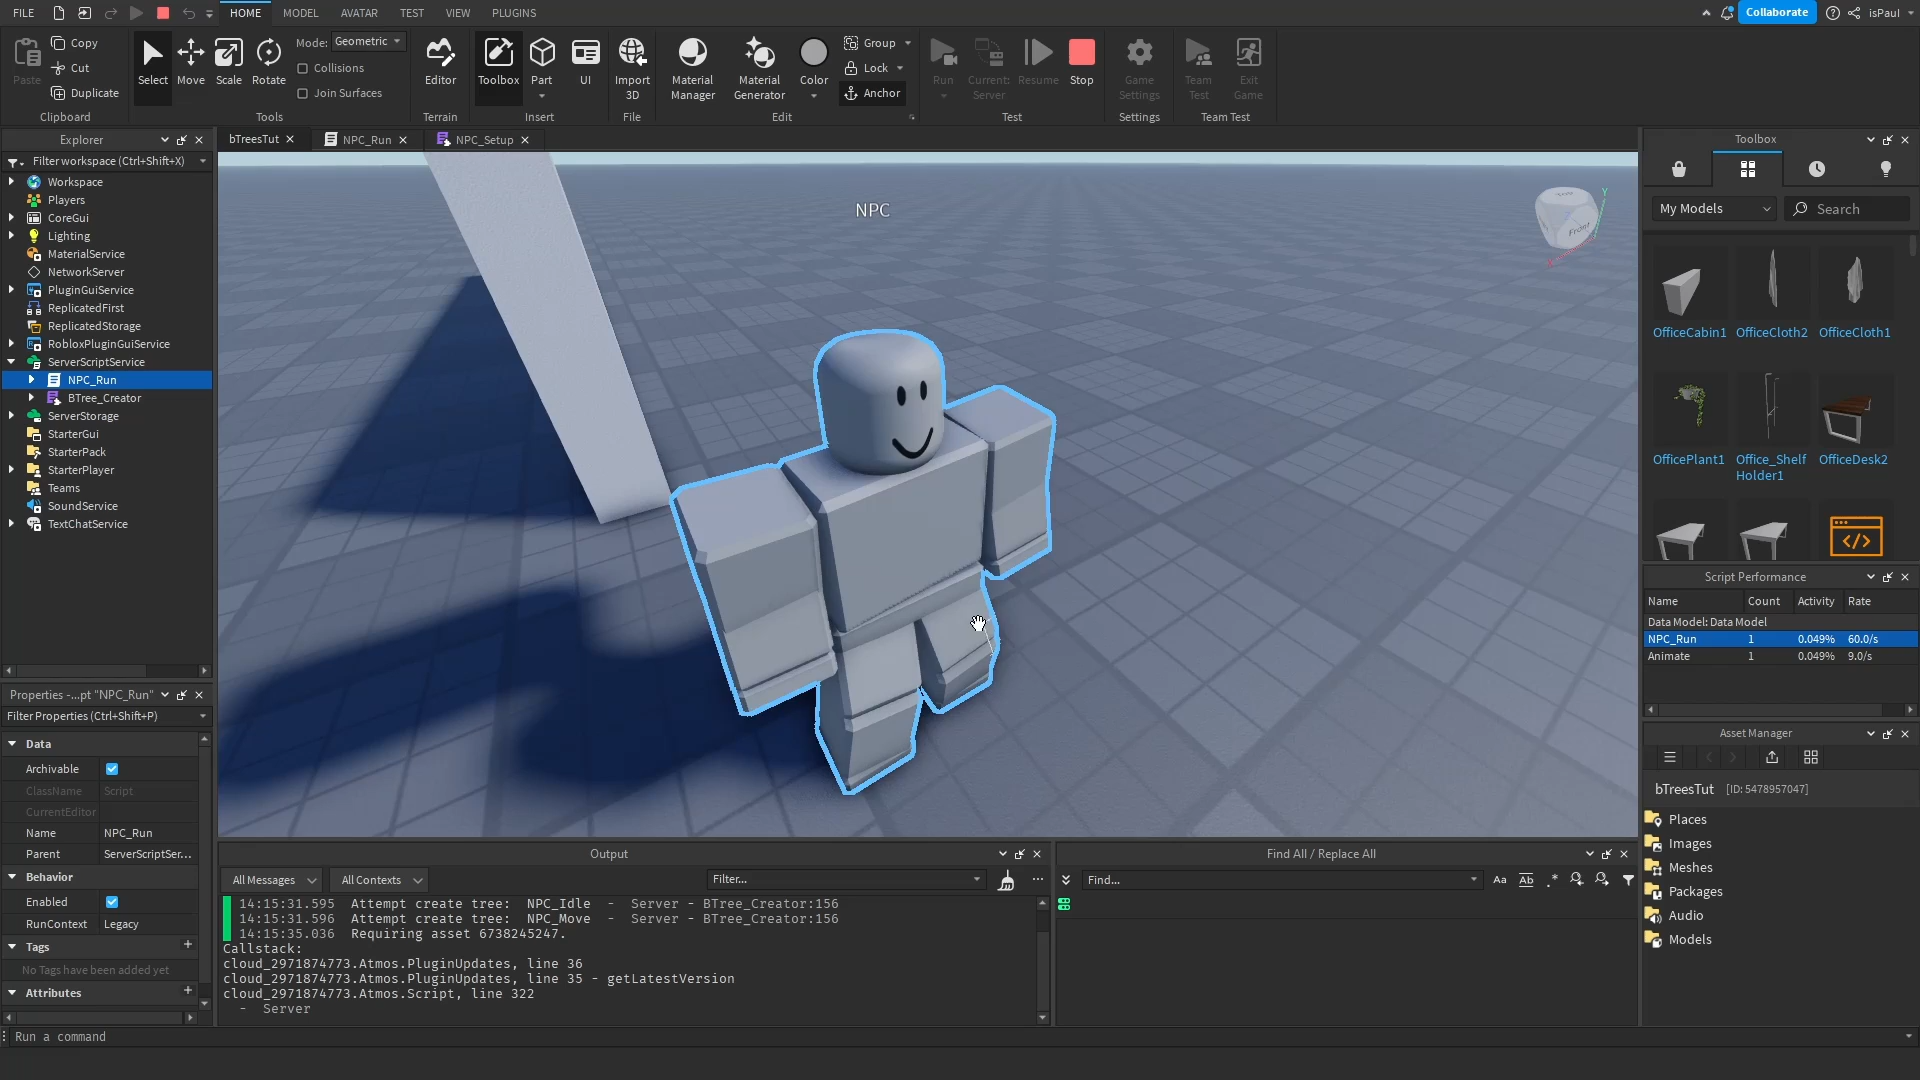 FILE
HOME
MODEL
AVATAR
TEST
VIEW
PLUGINS
Collaborate
isPaul
Paste
Copy
Cut
Duplicate
Clipboard
Select
Move
Scale
Rotate
Mode: Geometric
Collisions
Join Surfaces
Tools
Editor
Terrain
Toolbox
Part
UI
Insert
Import
3D
File
Material
Manager
Material
Generator
Color
Group
Lock
Anchor
Edit
Run
Current:
Server
Resume
Stop
Test
Game
Settings
Settings
Team
Test
Exit
Game
Team Test
Explorer
Filter workspace (Ctrl+Shift+X)
Workspace
Players
CoreGui
Lighting
MaterialService
NetworkServer
PluginGuiService
ReplicatedFirst
ReplicatedStorage
RobloxPluginGuiService
ServerScriptService
NPC_Run
BTree_Creator
ServerStorage
StarterGui
StarterPack
StarterPlayer
Teams
SoundService
TextChatService
Properties -...pt "NPC_Run"
Filter Properties (Ctrl+Shift+P)
Data
Archivable
ClassName Script
CurrentEditor
Name NPC_Run
Parent ServerScriptSer...
Behavior
Enabled
RunContext Legacy
Tags +
No Tags have been added yet
Attributes +
bTreesTut
NPC_Run
NPC_Setup
NPC
Front
Y
Output
All Messages
All Contexts
Filter...
14:15:31.595 Attempt create tree: NPC_Idle - Server - BTree_Creator:156
14:15:31.596 Attempt create tree: NPC_Move - Server - BTree_Creator:156
14:15:35.036 Requiring asset 6738245247.
Callstack:
cloud_2971874773.Atmos.PluginUpdates, line 36
cloud_2971874773.Atmos.PluginUpdates, line 35 - getLatestVersion
cloud_2971874773.Atmos.Script, line 322
- Server
Find All / Replace All
Find...
Aa
Ab
.*
Toolbox
My Models
Search
OfficeCabin1
OfficeCloth2
OfficeCloth1
OfficePlant1
Office_Shelf
Holder1
OfficeDesk2
Script Performance
Name Count Activity Rate
Data Model: Data Model
NPC_Run 1 0.049% 60.0/s
Animate 1 0.049% 9.0/s
Asset Manager
bTreesTut [ID: 5478957047]
Places
Images
Meshes
Packages
Audio
Models
Run a command